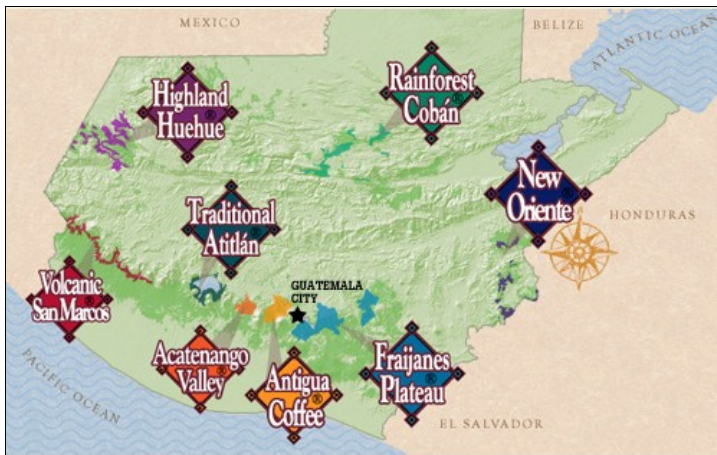 MEXICO
BELIZE
ATLANTIC OCEAN
Highland
Huehue®
Rainforest
Cobán®
New
Oriente®
HONDURAS
Traditional
Atitlán®
Volcanic
San Marcos®
GUATEMALA
CITY
Acatenango
Valley®
Antigua
Coffee®
Fraijanes
Plateau®
PACIFIC OCEAN
EL SALVADOR